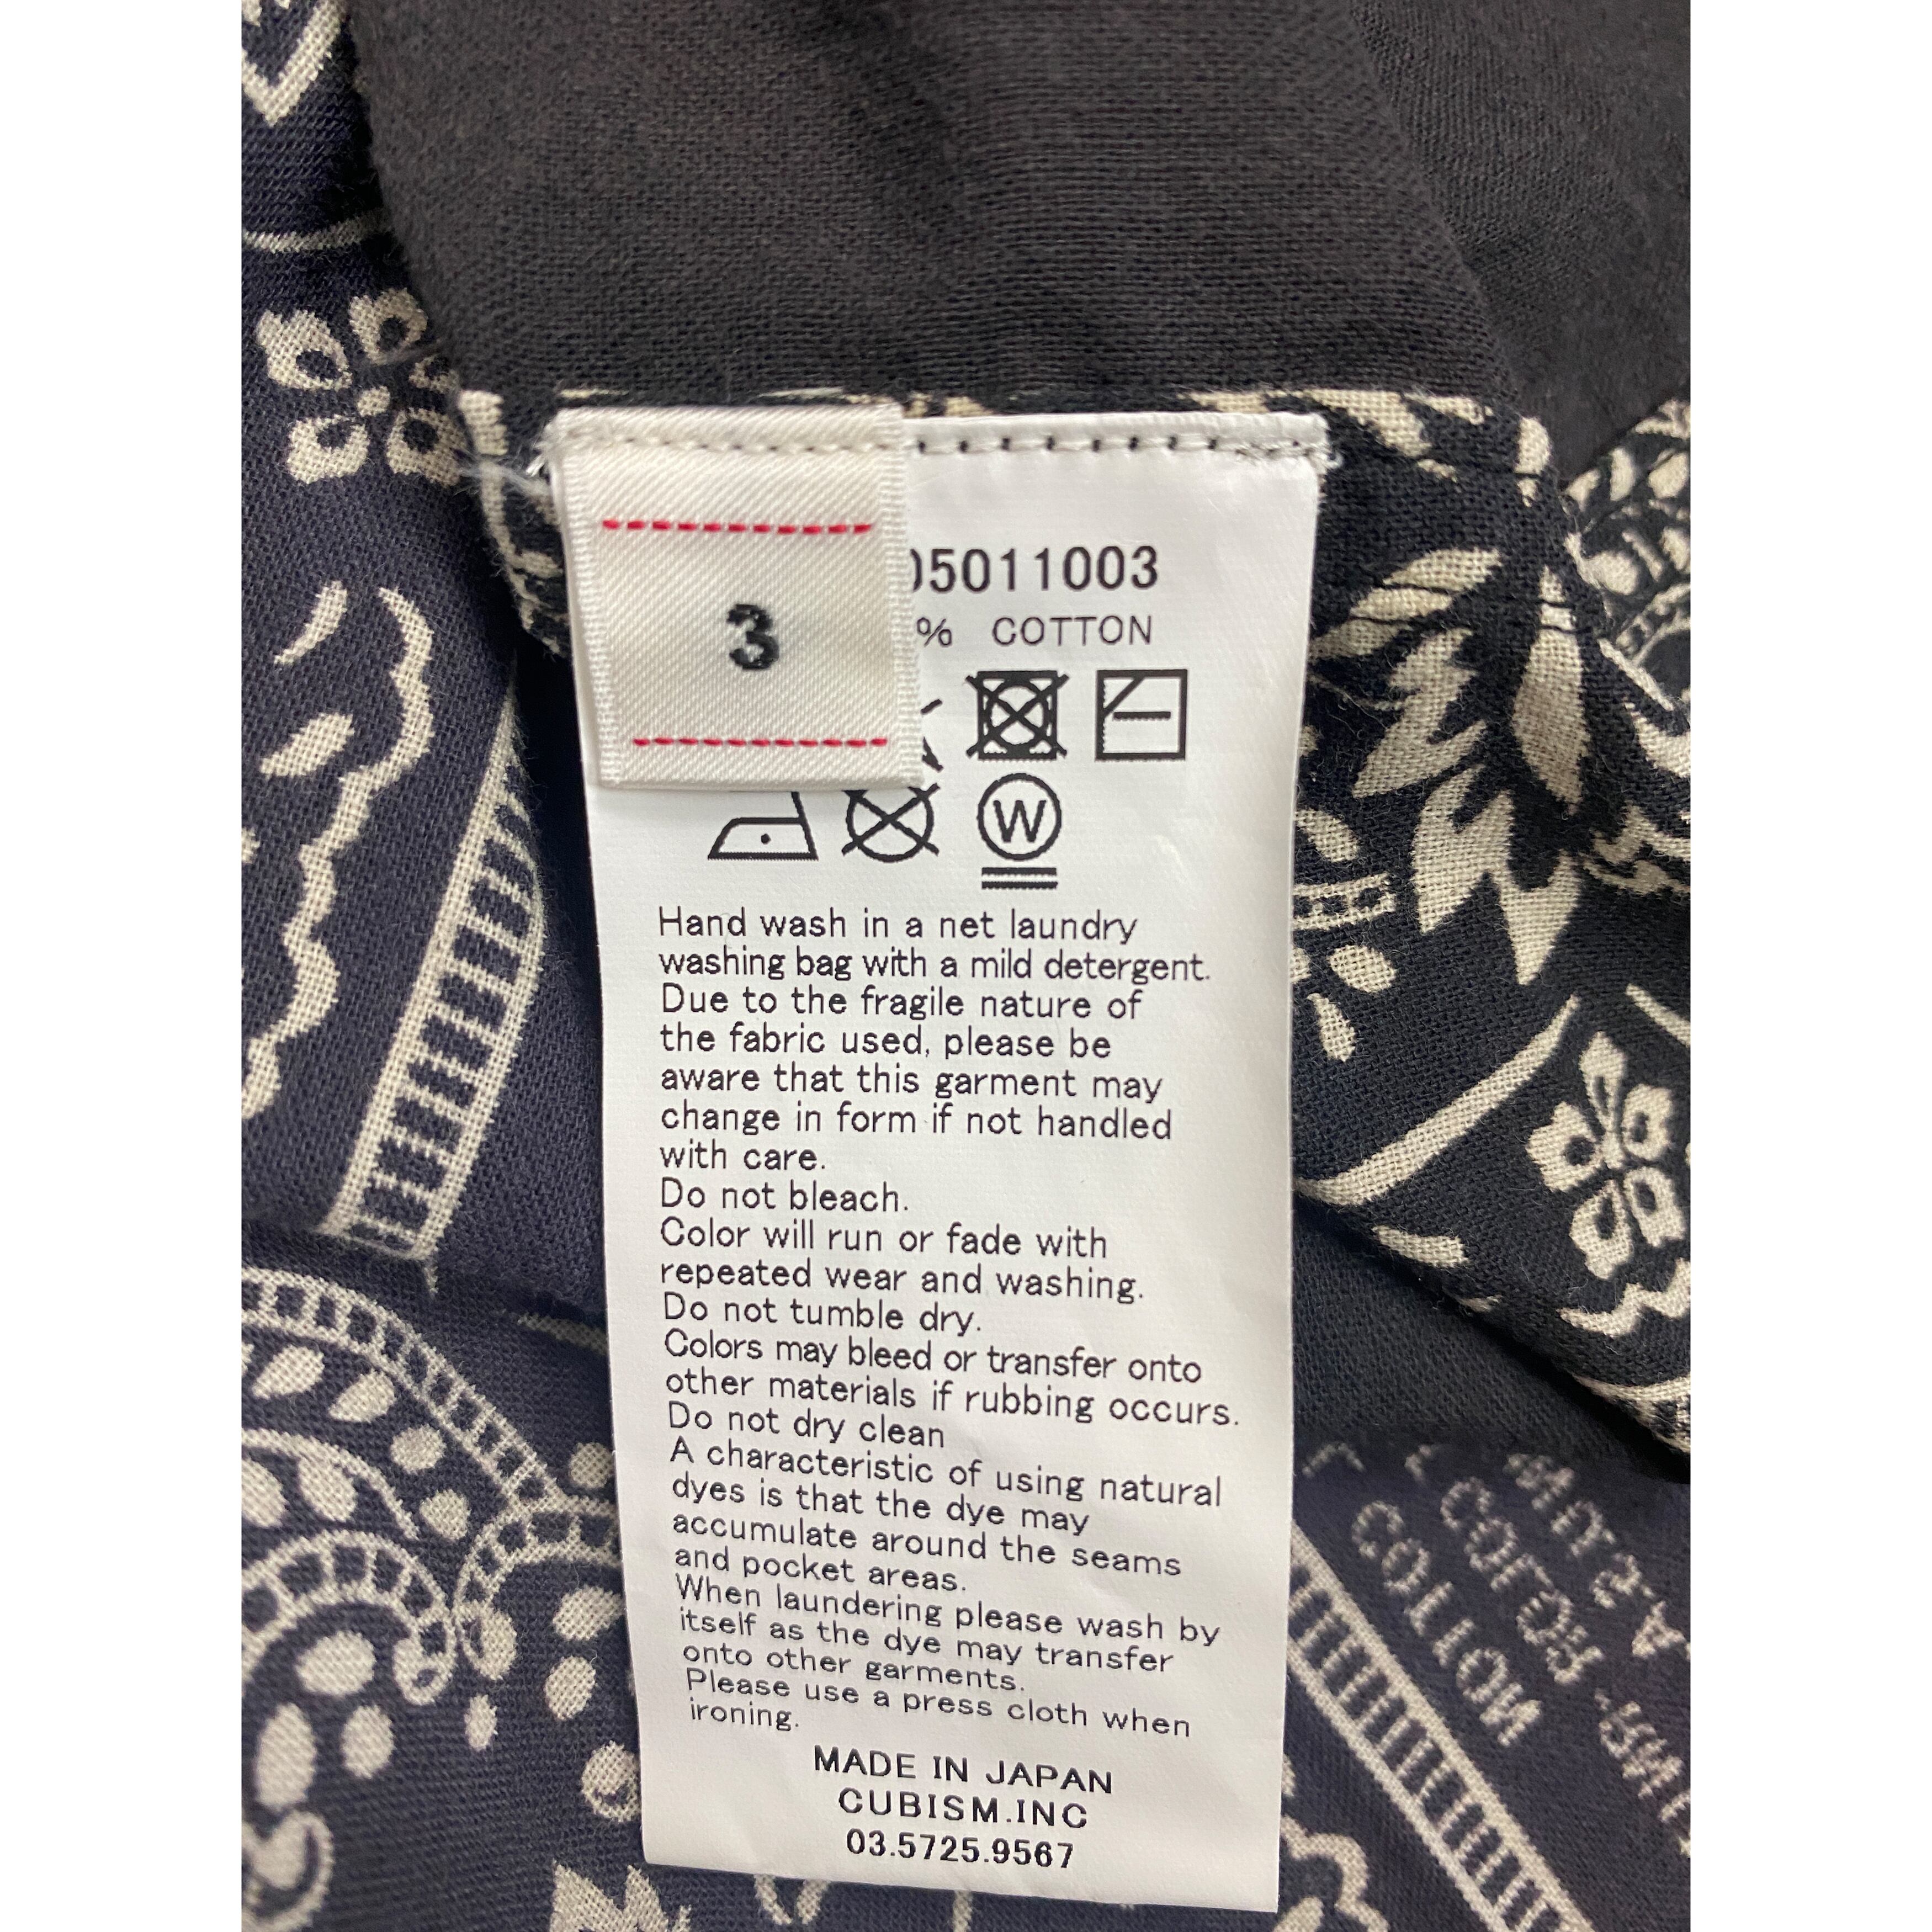 3
05011003
% COTTON
W
Hand wash in a net laundry
washing bag with a mild detergent.
Due to the fragile nature of
the fabric used, please be
aware that this garment may
change in form if not handled
with care.
Do not bleach.
Color will run or fade with
repeated wear and washing.
Do not tumble dry.
Colors may bleed or transfer onto
other materials if rubbing occurs.
Do not dry clean
A characteristic of using natural
dyes is that the dye may
accumulate around the seams
and pocket areas.
When laundering please wash by
itself as the dye may transfer
onto other garments.
Please use a press cloth when
ironing.
MADE IN JAPAN
CUBISM.INC
03.5725.9567
COLOR
COTTON